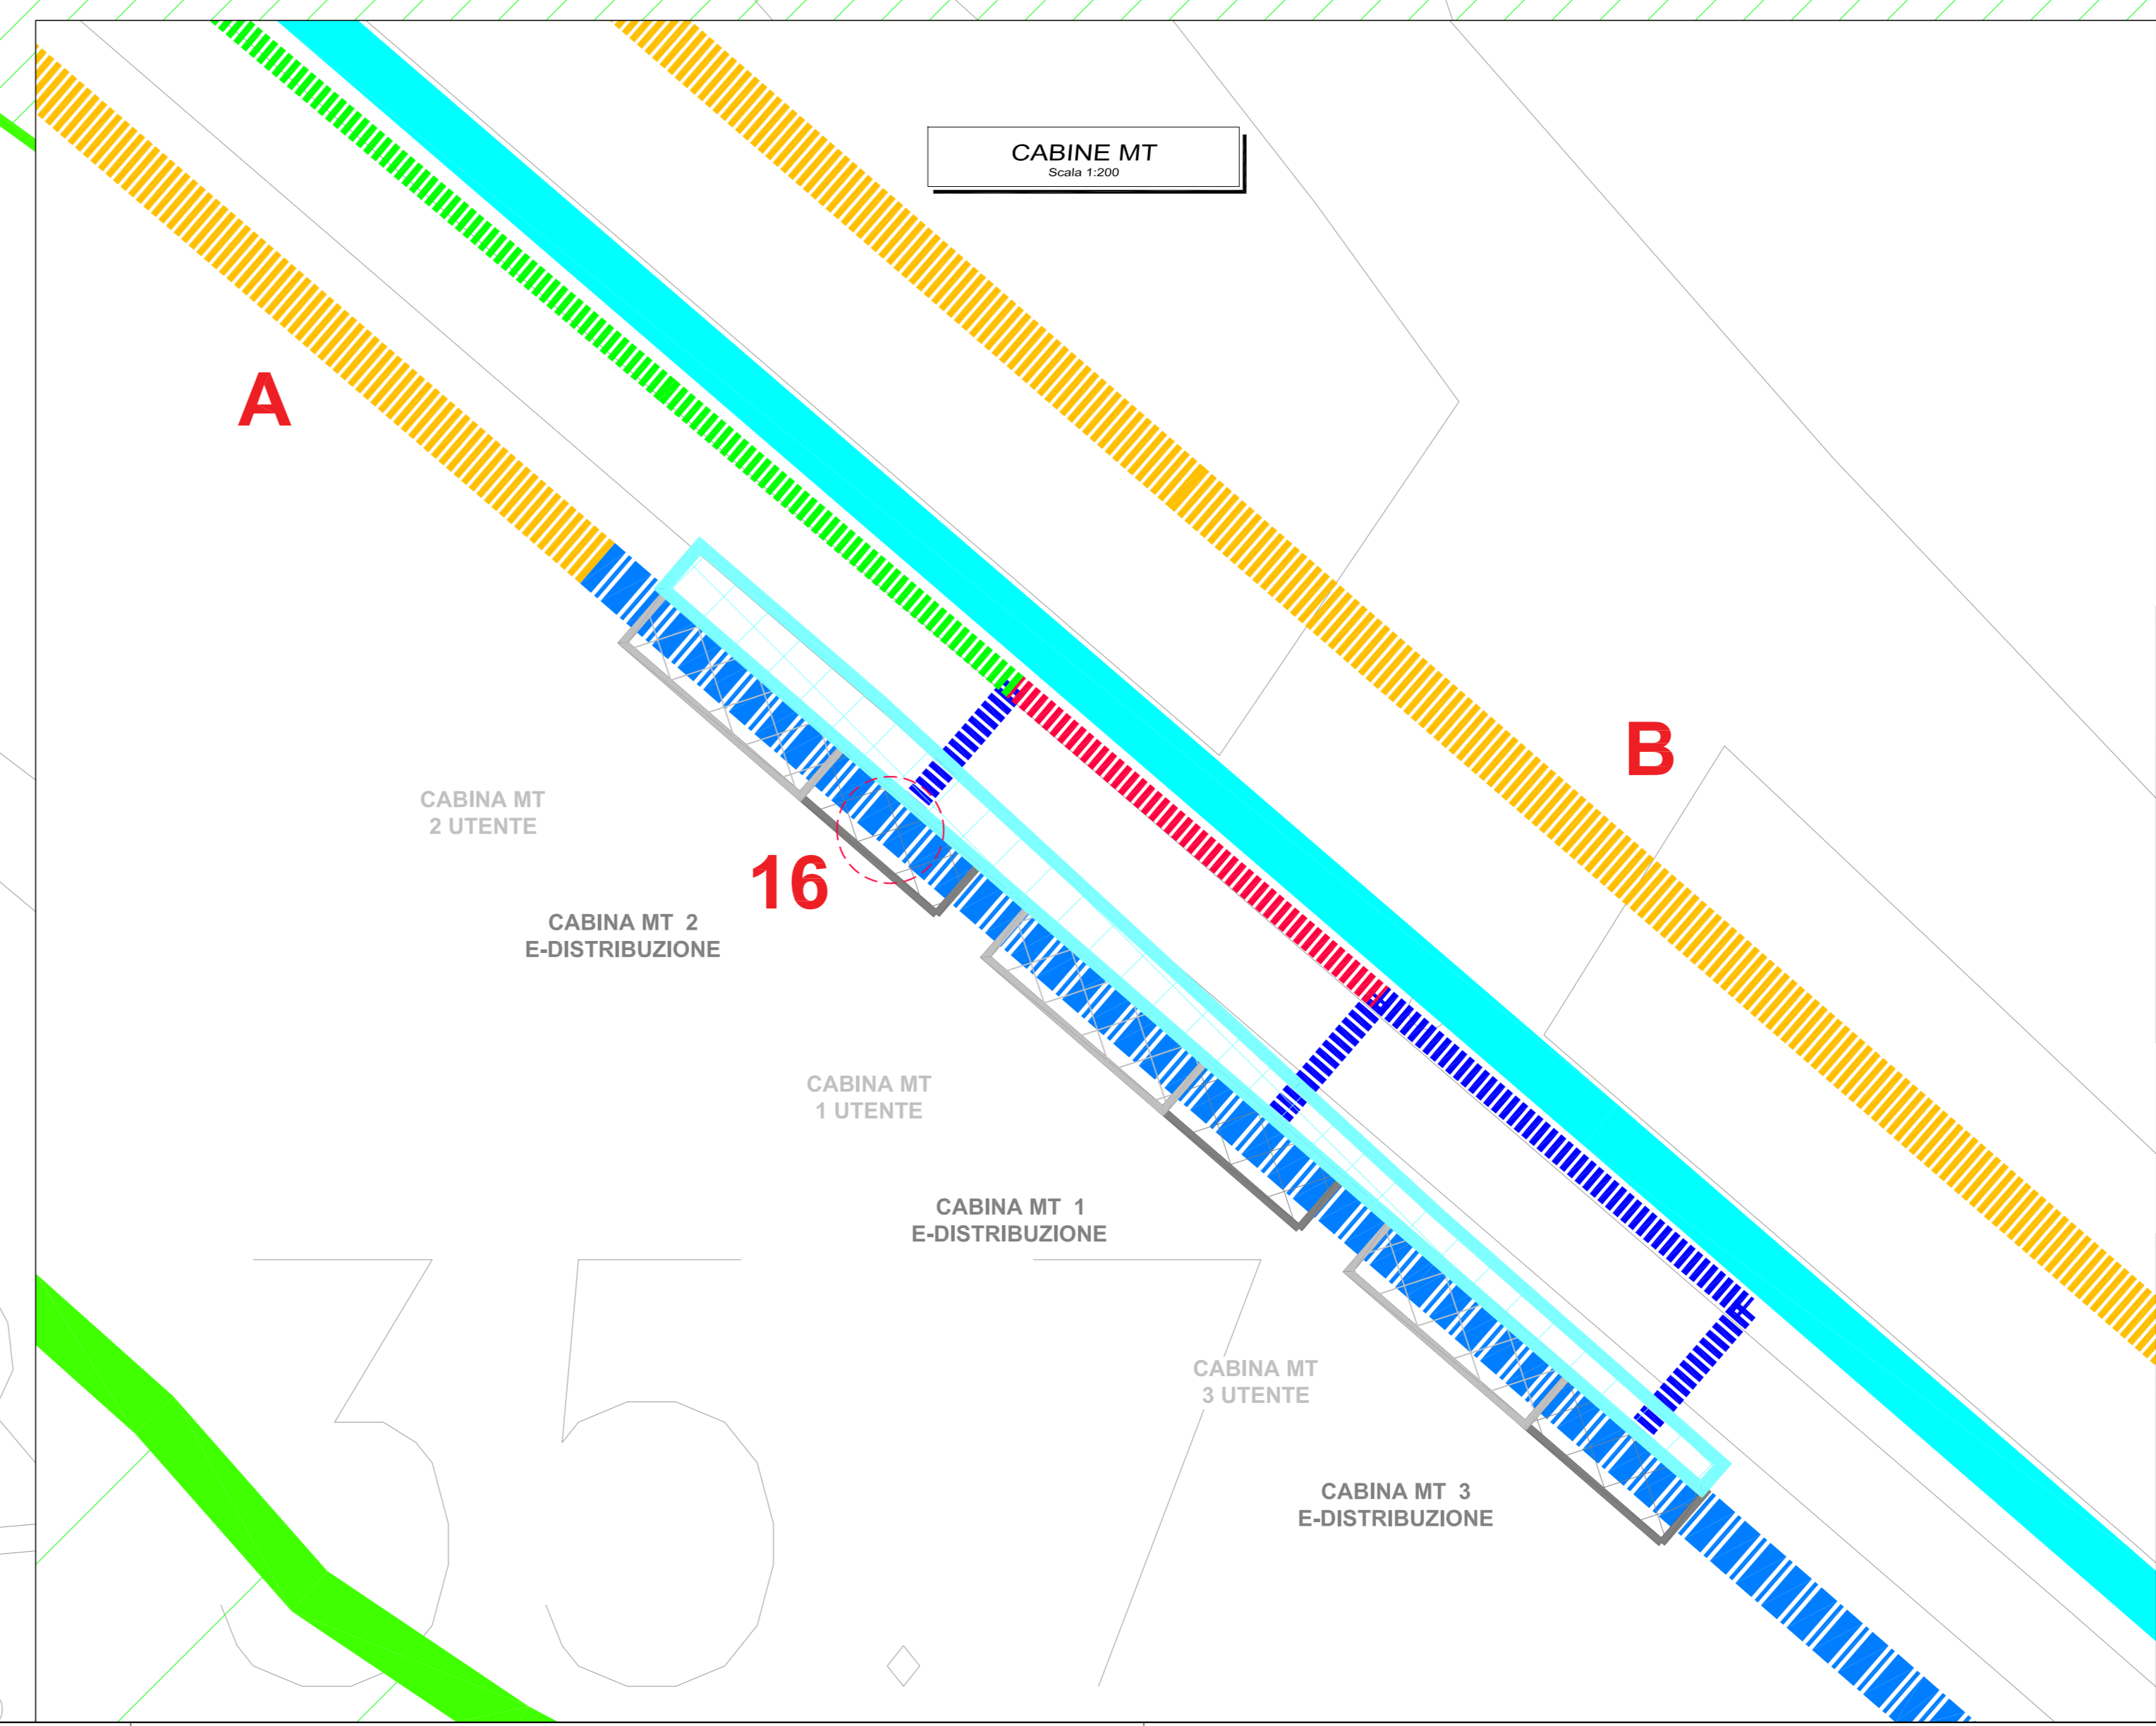 CABINE MT
Scala 1:200
A
B
CABINA MT
2 UTENTE
16
CABINA MT 2
E-DISTRIBUZIONE
CABINA MT
1 UTENTE
CABINA MT 1
E-DISTRIBUZIONE
35.7
CABINA MT
3 UTENTE
CABINA MT 3
E-DISTRIBUZIONE